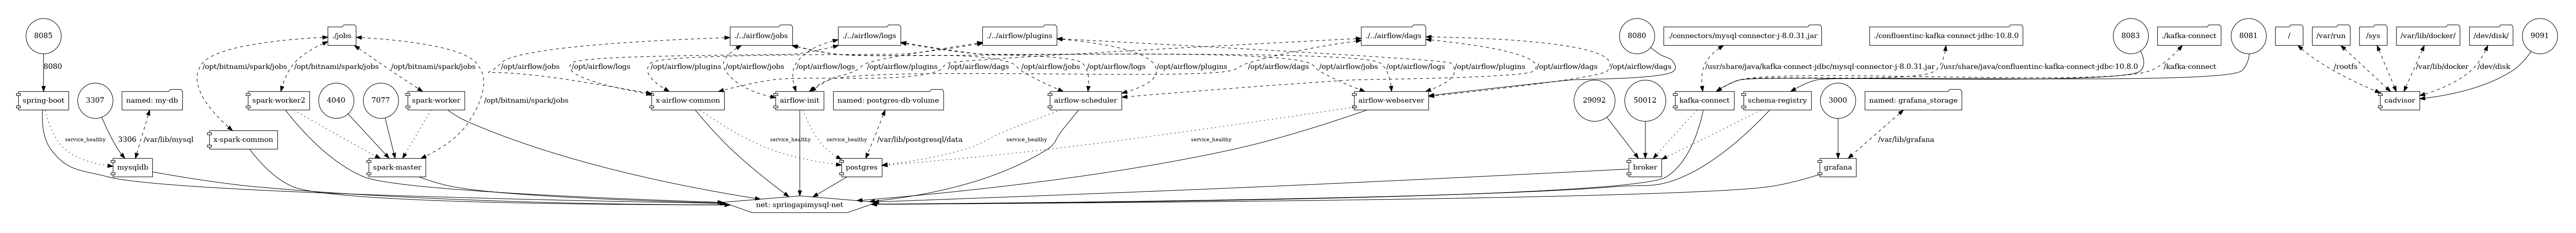 8085
./jobs
./../airflow/jobs
./../airflow/logs
./../airflow/plugins
./../airflow/dags
8080
./connectors/mysql-connector-j-8.0.31.jar
./confluentinc-kafka-connect-jdbc-10.8.0
8083
./kafka-connect
8081
/
/var/run
/sys
/var/lib/docker/
/dev/disk/
9091
8080
/opt/bitnami/spark/jobs
/opt/bitnami/spark/jobs
/opt/bitnami/spark/jobs
/opt/airflow/jobs
/opt/airflow/logs
/opt/airflow/plugins
/opt/airflow/jobs
/opt/airflow/logs
/opt/airflow/plugins
/opt/airflow/dags
/opt/airflow/jobs
/opt/airflow/logs
/opt/airflow/plugins
/opt/airflow/dags
/opt/airflow/jobs
/opt/airflow/logs
/opt/airflow/plugins
/opt/airflow/dags
/opt/airflow/dags
/usr/share/java/kafka-connect-jdbc/mysql-connector-j-8.0.31.jar
/usr/share/java/confluentinc-kafka-connect-jdbc-10.8.0
/kafka-connect
/rootfs
/var/lib/docker
/dev/disk
spring-boot
3307
named: my-db
spark-worker2
4040
7077
spark-worker
/opt/bitnami/spark/jobs
x-airflow-common
airflow-init
named: postgres-db-volume
airflow-scheduler
airflow-webserver
29092
50012
kafka-connect
schema-registry
3000
named: grafana_storage
cadvisor
service_healthy
3306
/var/lib/mysql
x-spark-common
service_healthy
service_healthy
/var/lib/postgresql/data
service_healthy
service_healthy
/var/lib/grafana
mysqldb
spark-master
postgres
broker
grafana
net: springapimysql-net